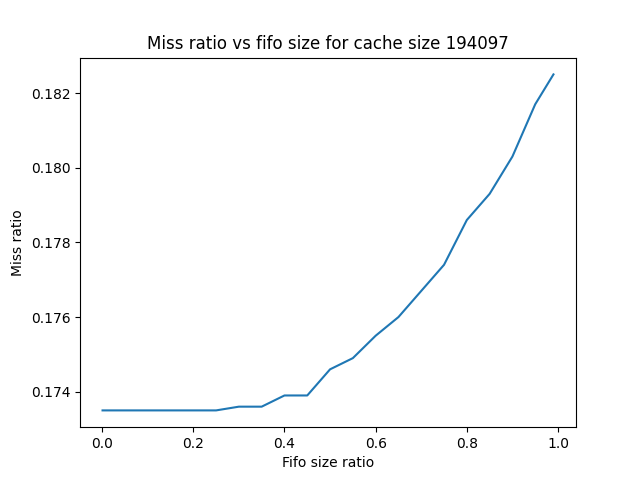 Miss ratio vs fifo size for cache size 194097
0.182
0.180
0.178
0.176
0.174
Miss ratio
0.0 0.2 0.4 0.6 0.8 1.0
Fifo size ratio